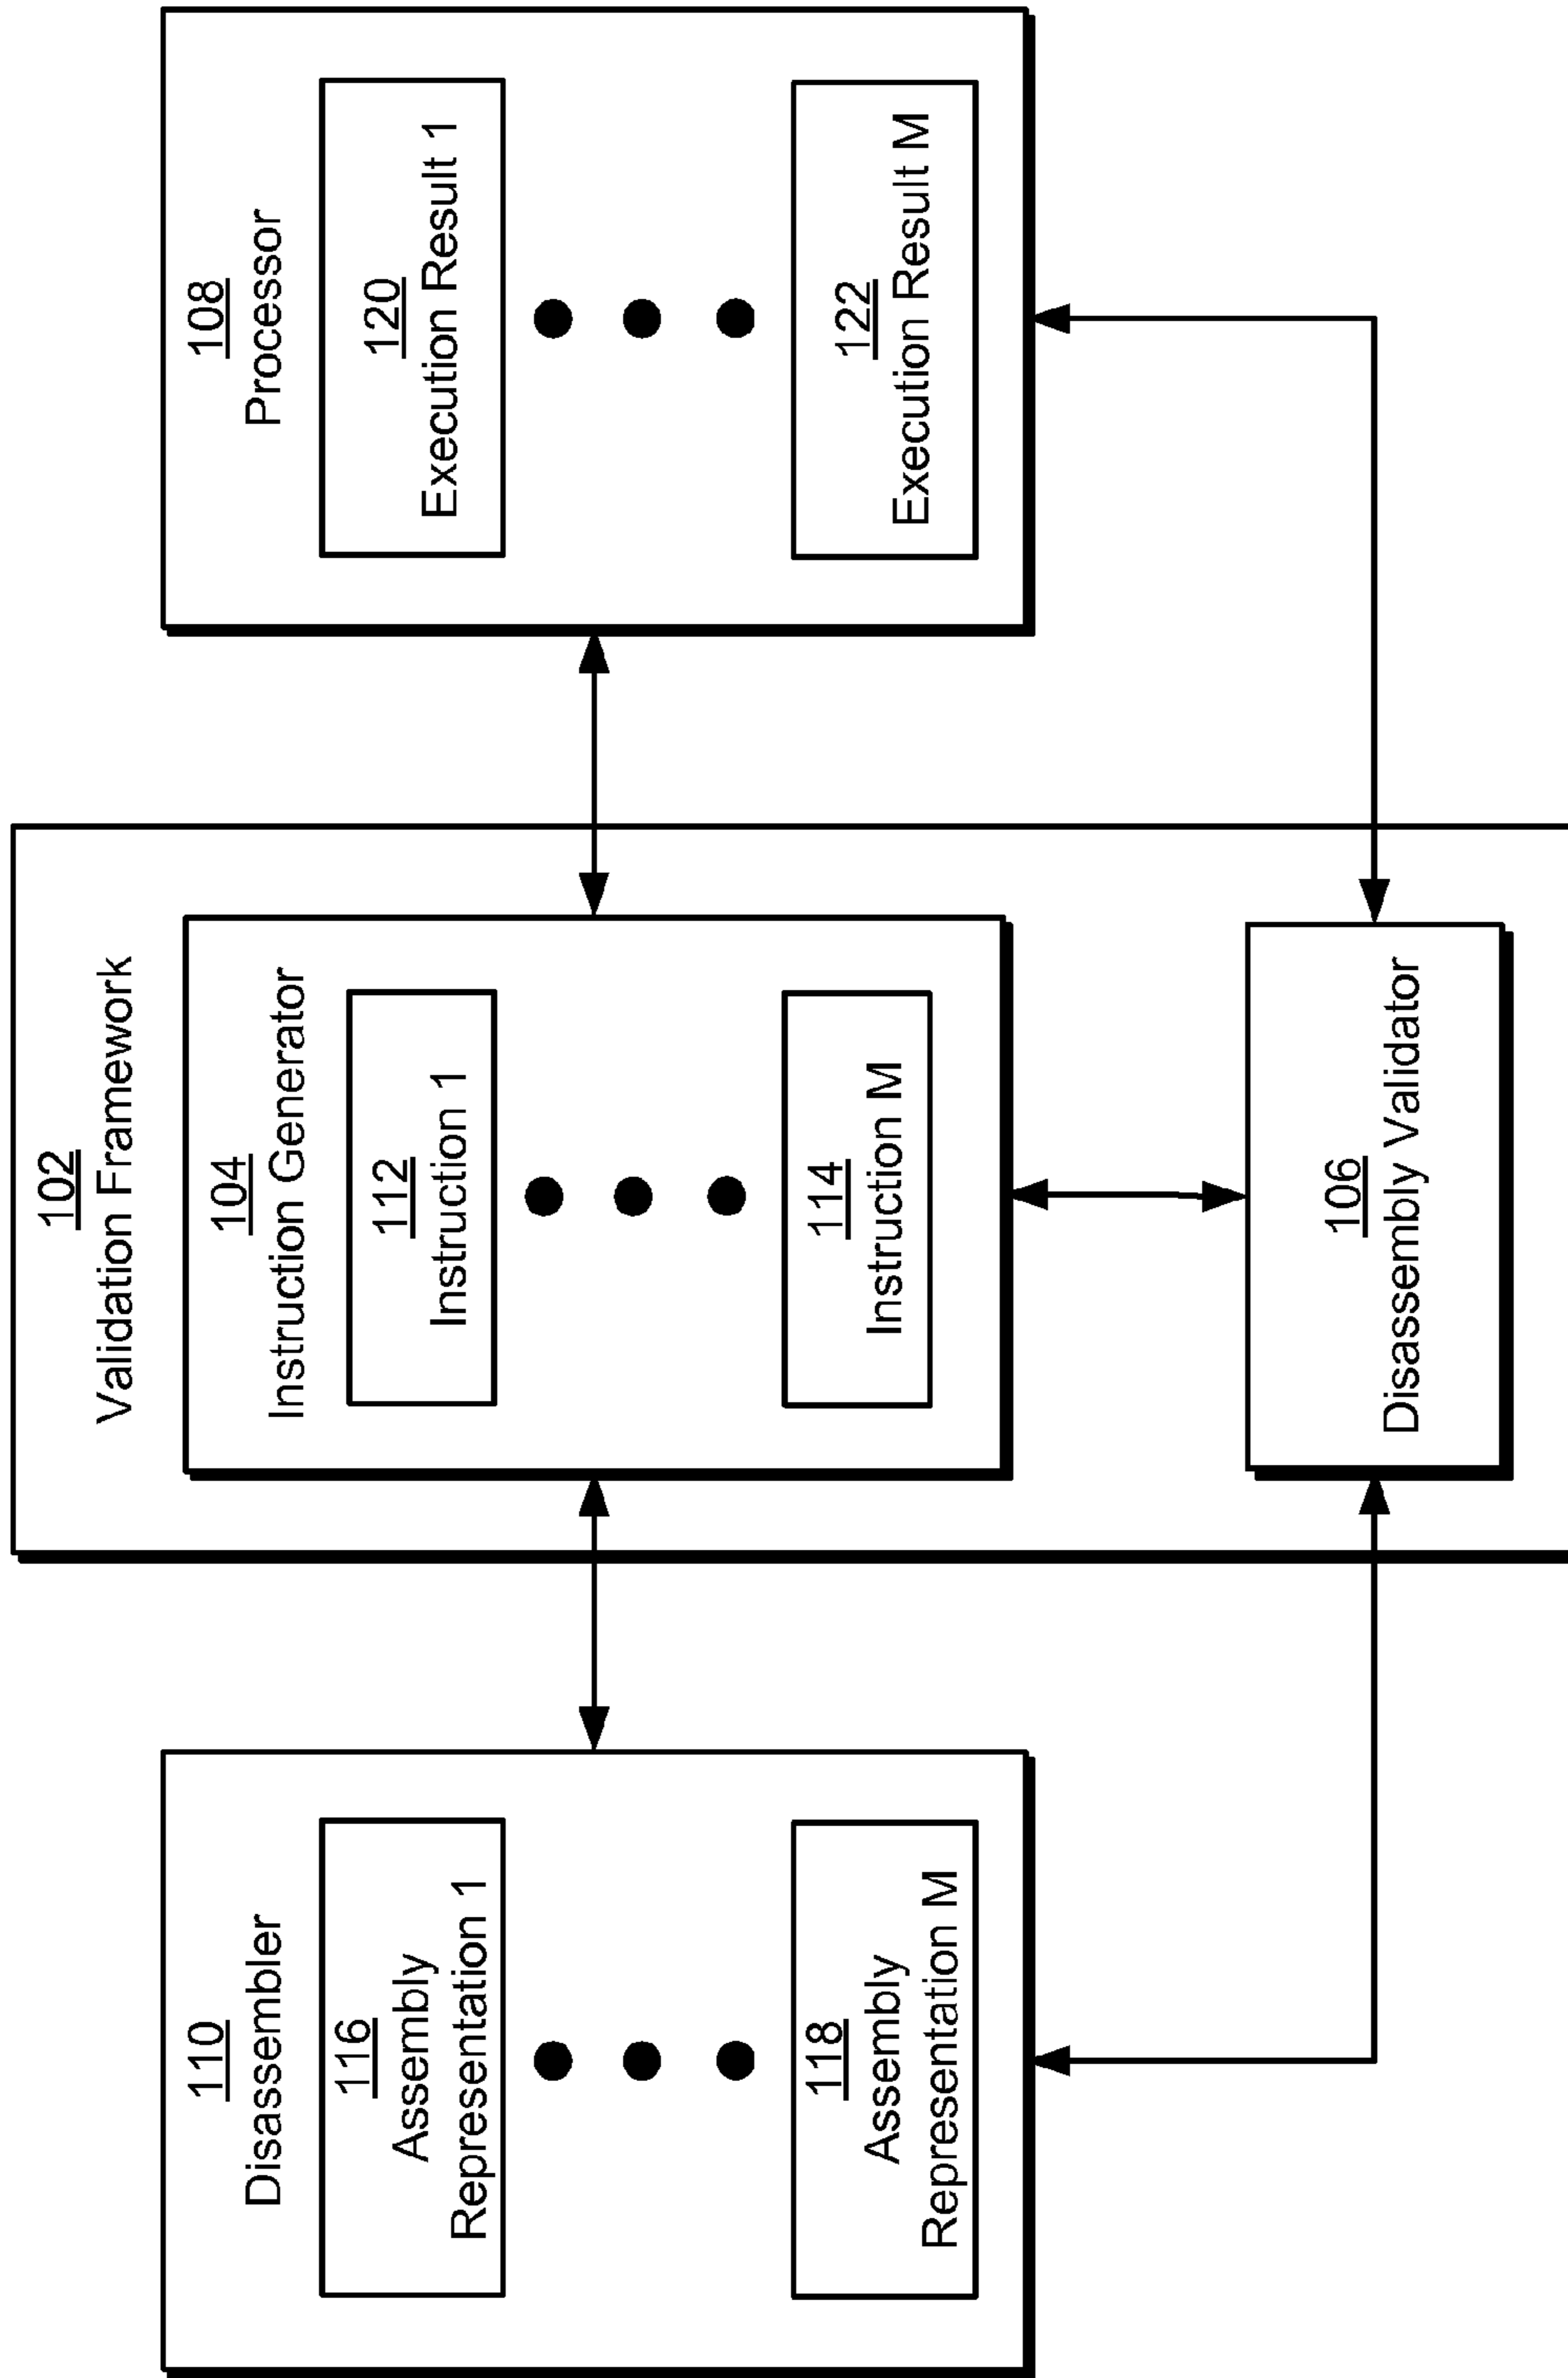 102
Validation Framework
110
Disassembler
116
Assembly
Representation 1
118
Assembly
Representation M
104
Instruction Generator
112
Instruction 1
114
Instruction M
106
Disassembly Validator
108
Processor
120
Execution Result 1
122
Execution Result M